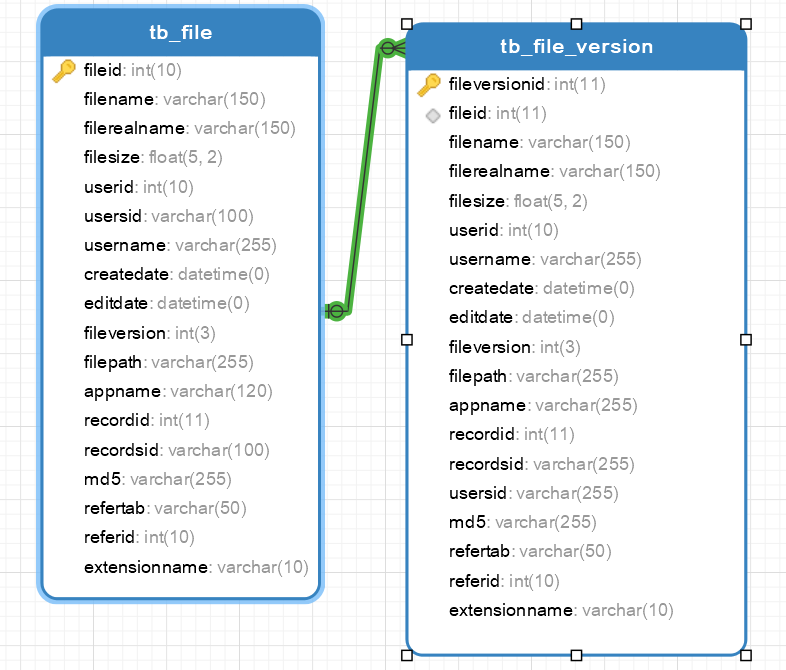 tb_file
fileid: int(10)
filename: varchar(150)
filerealname: varchar(150)
filesize: float(5, 2)
userid: int(10)
usersid: varchar(100)
username: varchar(255)
createdate: datetime(0)
editdate: datetime(0)
fileversion: int(3)
filepath: varchar(255)
appname: varchar(120)
recordid: int(11)
recordsid: varchar(100)
md5: varchar(255)
refertab: varchar(50)
referid: int(10)
extensionname: varchar(10)
tb_file_version
fileversionid: int(11)
fileid: int(11)
filename: varchar(150)
filerealname: varchar(150)
filesize: float(5, 2)
userid: int(10)
username: varchar(255)
createdate: datetime(0)
editdate: datetime(0)
fileversion: int(3)
filepath: varchar(255)
appname: varchar(255)
recordid: int(11)
recordsid: varchar(255)
usersid: varchar(255)
md5: varchar(255)
refertab: varchar(50)
referid: int(10)
extensionname: varchar(10)